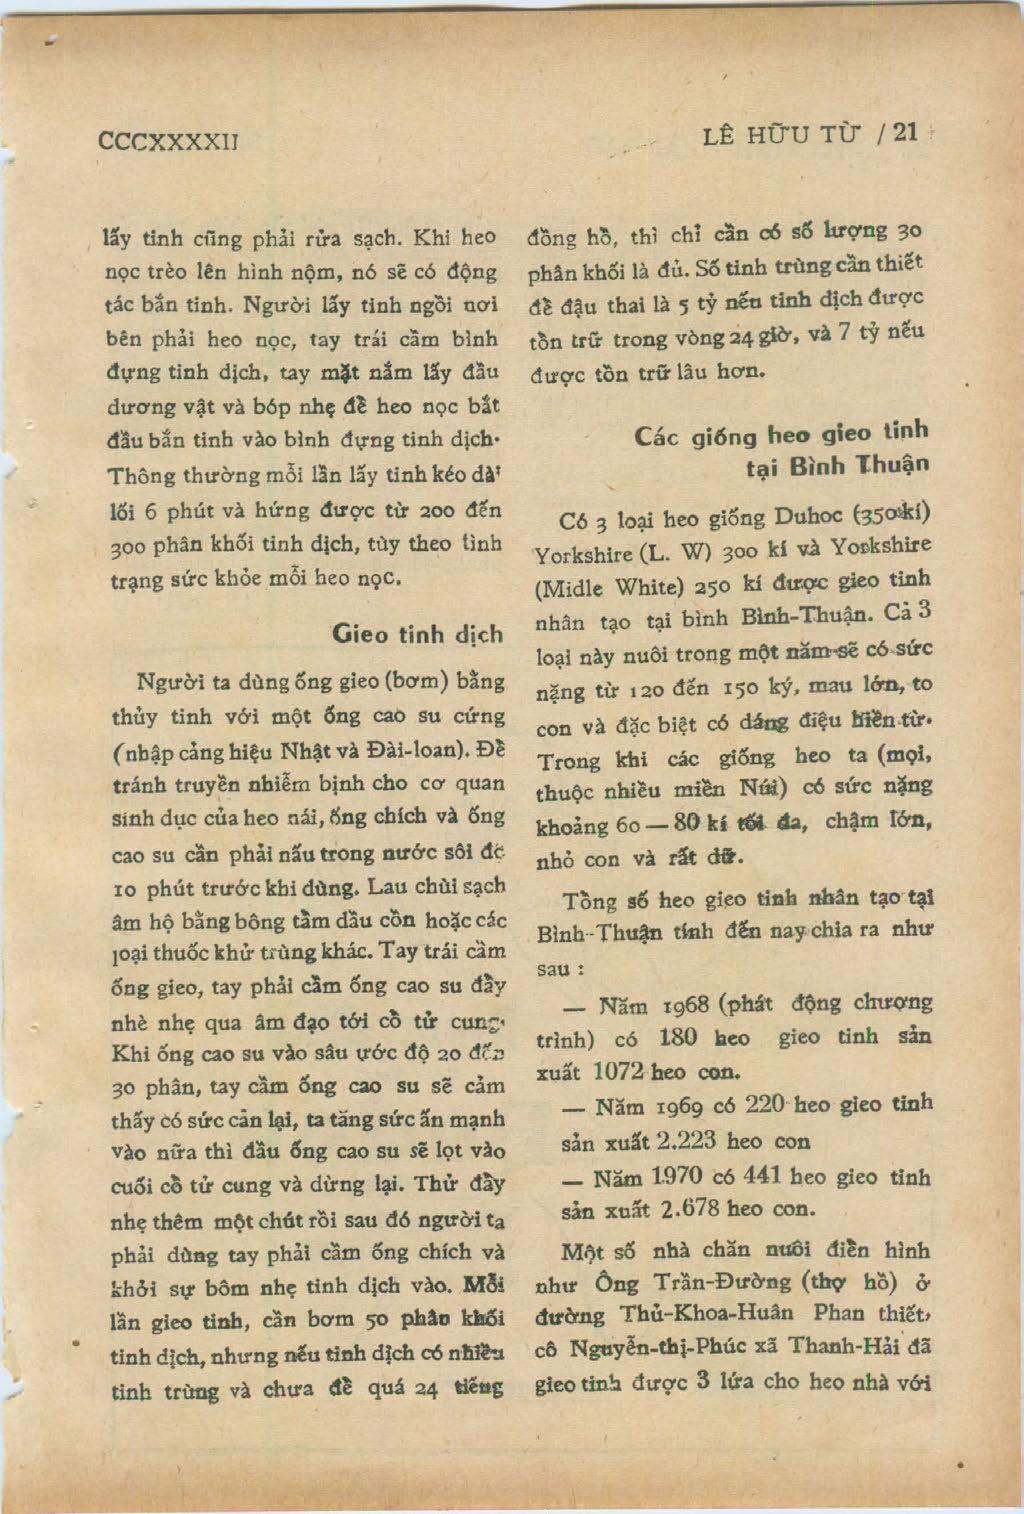 CCCXXXXII
LÊ HỮU TỪ / 21
lấy tinh cũng phải rửa sạch. Khi heo
nọc trèo lên hình nộm, nó sẽ có động
tác bắn tinh. Người lấy tinh ngồi nơi
bên phải heo nọc, tay trái cầm bình
đựng tinh dịch, tay mặt nắm lấy đầu
dương vật và bóp nhẹ để heo nọc bắt
đầu bắn tinh vào bình đựng tinh dịch.
Thông thường mỗi lần lấy tinh kéo dài
lối 6 phút và hứng được từ 200 đến
300 phân khối tinh dịch, tùy theo tình
trạng sức khỏe mỗi heo nọc.
Gieo tinh dịch
Người ta dùng ống gieo (bơm) bằng
thủy tinh với một ống cao su cứng
(nhập cảng hiệu Nhật và Đài-loan). Để
tránh truyền nhiễm bịnh cho cơ quan
sinh dục của heo nái, ống chích và ống
cao su cần phải nấu trong nước sôi độ
10 phút trước khi dùng. Lau chùi sạch
âm hộ bằng bông tẩm dầu cồn hoặc các
loại thuốc khử trùng khác. Tay trái cầm
ống gieo, tay phải cầm ống cao su đẩy
nhè nhẹ qua âm đạo tới cổ tử cung.
Khi ống cao su vào sâu ước độ 20 đến
30 phân, tay cầm ống cao su sẽ cảm
thấy có sức cản lại, ta tăng sức ấn mạnh
vào nữa thì đầu ống cao su sẽ lọt vào
cuối cổ tử cung và dừng lại. Thử đẩy
nhẹ thêm một chút rồi sau đó người ta
phải dùng tay phải cầm ống chích và
khởi sự bôm nhẹ tinh dịch vào. Mỗi
lần gieo tinh, cần bơm 50 phân khối
tinh dịch, nhưng nếu tinh dịch có nhiều
tinh trùng và chưa để quá 24 tiếng
đồng hồ, thì chỉ cần có số lượng 30
phân khối là đủ. Số tinh trùng cần thiết
để đậu thai là 5 tỷ nếu tinh dịch được
tồn trữ trong vòng 24 giờ, và 7 tỷ nếu
được tồn trữ lâu hơn.
Các giống heo gieo tinh
tại Bình Thuận
Có 3 loại heo giống Duhoc (350 kí)
Yorkshire (L. W) 300 kí và Yorkshire
(Midle White) 250 kí được gieo tinh
nhân tạo tại bình Bình-Thuận. Cả 3
loại này nuôi trong một năm sẽ có sức
nặng từ 120 đến 150 ký, mau lớn, to
con và đặc biệt có dáng điệu hiền từ.
Trong khi các giống heo ta (mọi,
thuộc nhiều miền Núi) có sức nặng
khoảng 60 — 80 kí tối đa, chậm lớn,
nhỏ con và rất dữ.
Tổng số heo gieo tinh nhân tạo tại
Bình-Thuận tính đến nay chia ra như
sau :
— Năm 1968 (phát động chương
trình) có 180 heo gieo tinh sản
xuất 1072 heo con.
— Năm 1969 có 220 heo gieo tinh
sản xuất 2.223 heo con
— Năm 1970 có 441 heo gieo tinh
sản xuất 2.678 heo con.
Một số nhà chăn nuôi điển hình
như Ông Trần-Đường (thợ hồ) ở
đường Thủ-Khoa-Huân Phan thiết,
cô Nguyễn-thị-Phúc xã Thanh-Hải đã
gieo tinh được 3 lứa cho heo nhà với